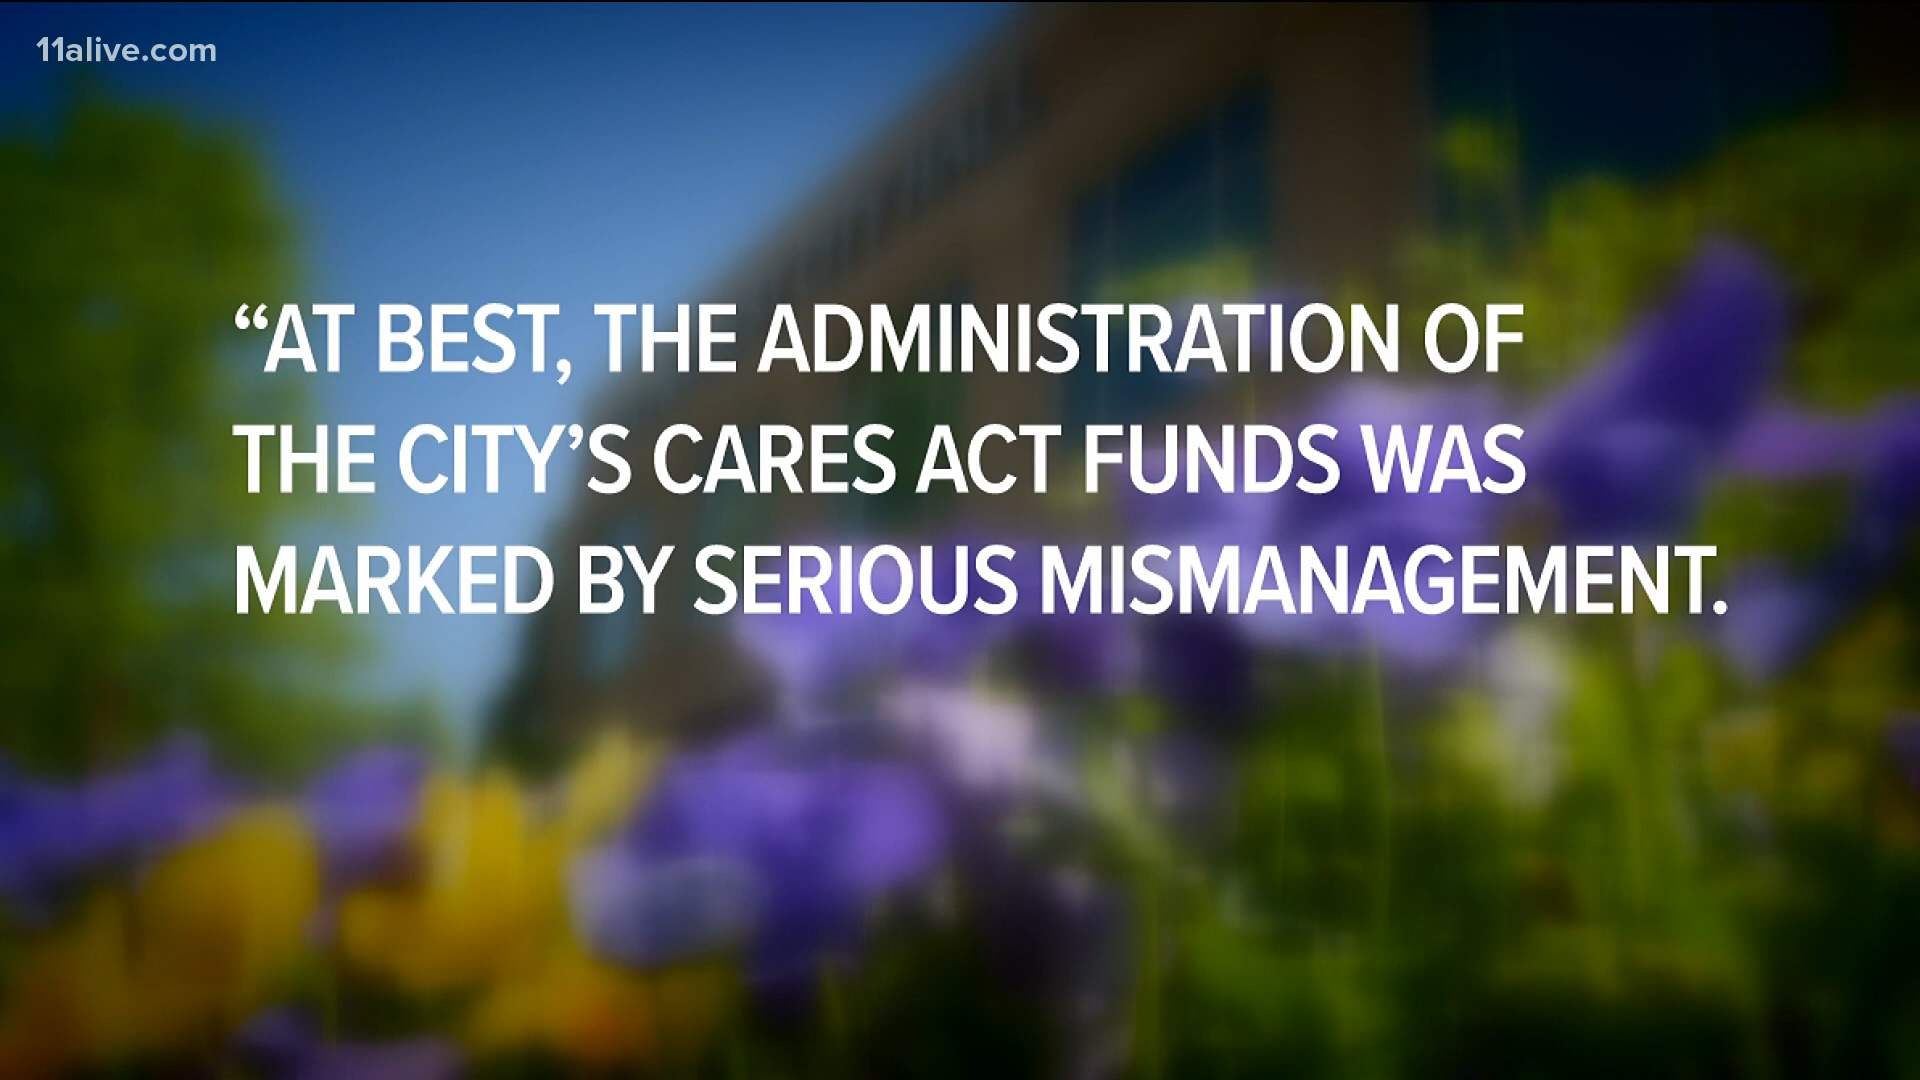 11alive.com
“AT BEST, THE ADMINISTRATION OF
THE CITY’S CARES ACT FUNDS WAS
MARKED BY SERIOUS MISMANAGEMENT.